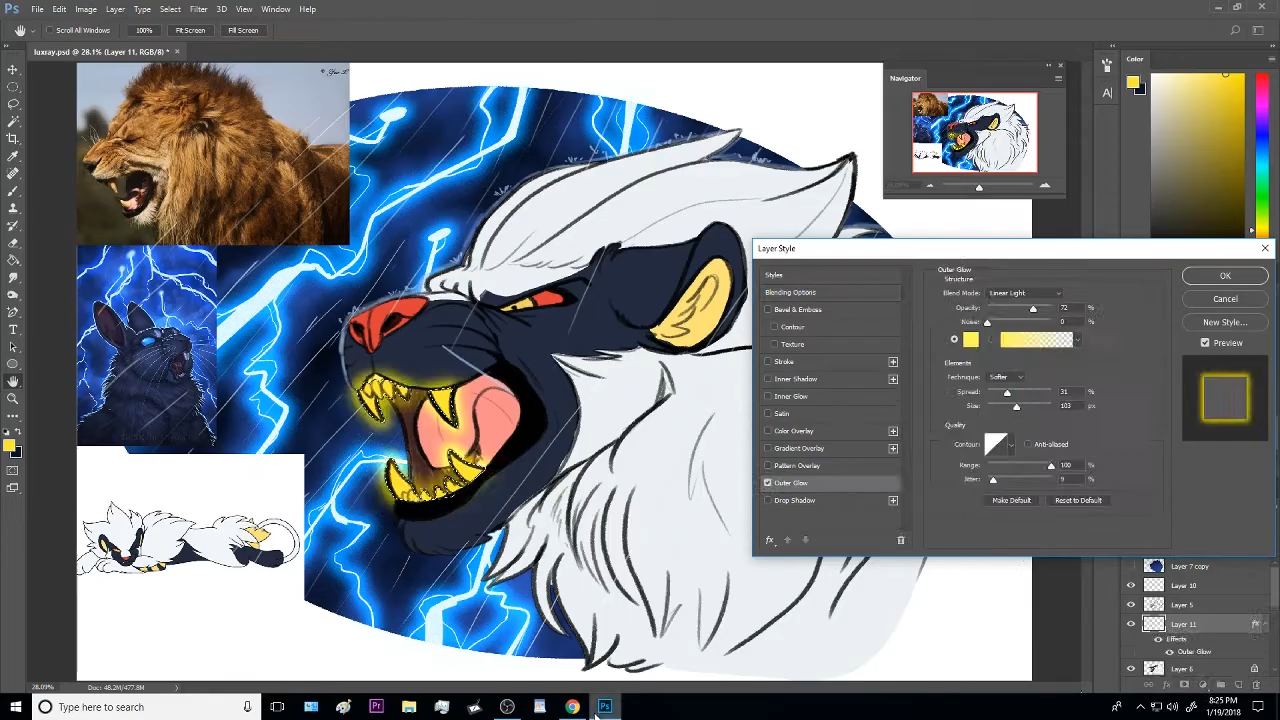 Ps File Edit Image Layer Type Select Filter 3D View Window Help
Scroll All Windows 100% Fit Screen Fill Screen
luxray.psd @ 28.1% (Layer 11, RGB/8) * ×
Color
Navigator
Layer Style
Styles
Blending Options
Bevel & Emboss
Contour
Texture
Stroke
Inner Shadow
Inner Glow
Satin
Color Overlay
Gradient Overlay
Pattern Overlay
Outer Glow
Drop Shadow
fx
Outer Glow
Structure
Blend Mode: Linear Light
Opacity: 72 %
Noise: 0 %
Elements
Technique: Softer
Spread: 31 %
Size: 103 px
Quality
Contour: Anti-aliased
Range: 100 %
Jitter: 9 %
Make Default Reset to Default
OK
Cancel
New Style...
Preview
Layer 7 copy
Layer 10
Layer 5
Layer 11 fx
Effects
Outer Glow
Layer 6
28.09% Doc: 48.2M/477.8M
Type here to search
Pr
Ps
8:25 PM
1/19/2018